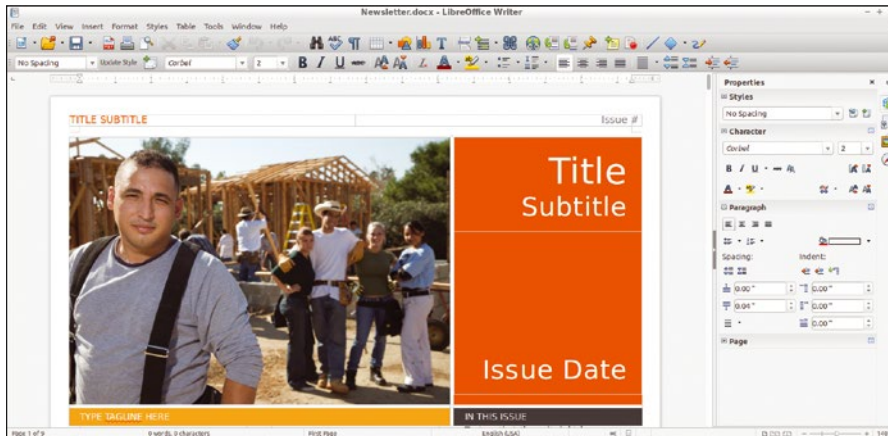 Newsletter.docx - LibreOffice Writer
File Edit View Insert Format Styles Table Tools Window Help
No Spacing Update Style Corbel 2
Properties
Styles
TITLE SUBTITLE Issue #
No Spacing
Character
Corbel 2
Title
Subtitle
Paragraph
Spacing: Indent:
0.00" 0.00"
0.04" 0.00"
0.00"
Page
Issue Date
TYPE TAGLINE HERE IN THIS ISSUE
Page 1 of 9 0 words, 0 characters First Page English (USA)